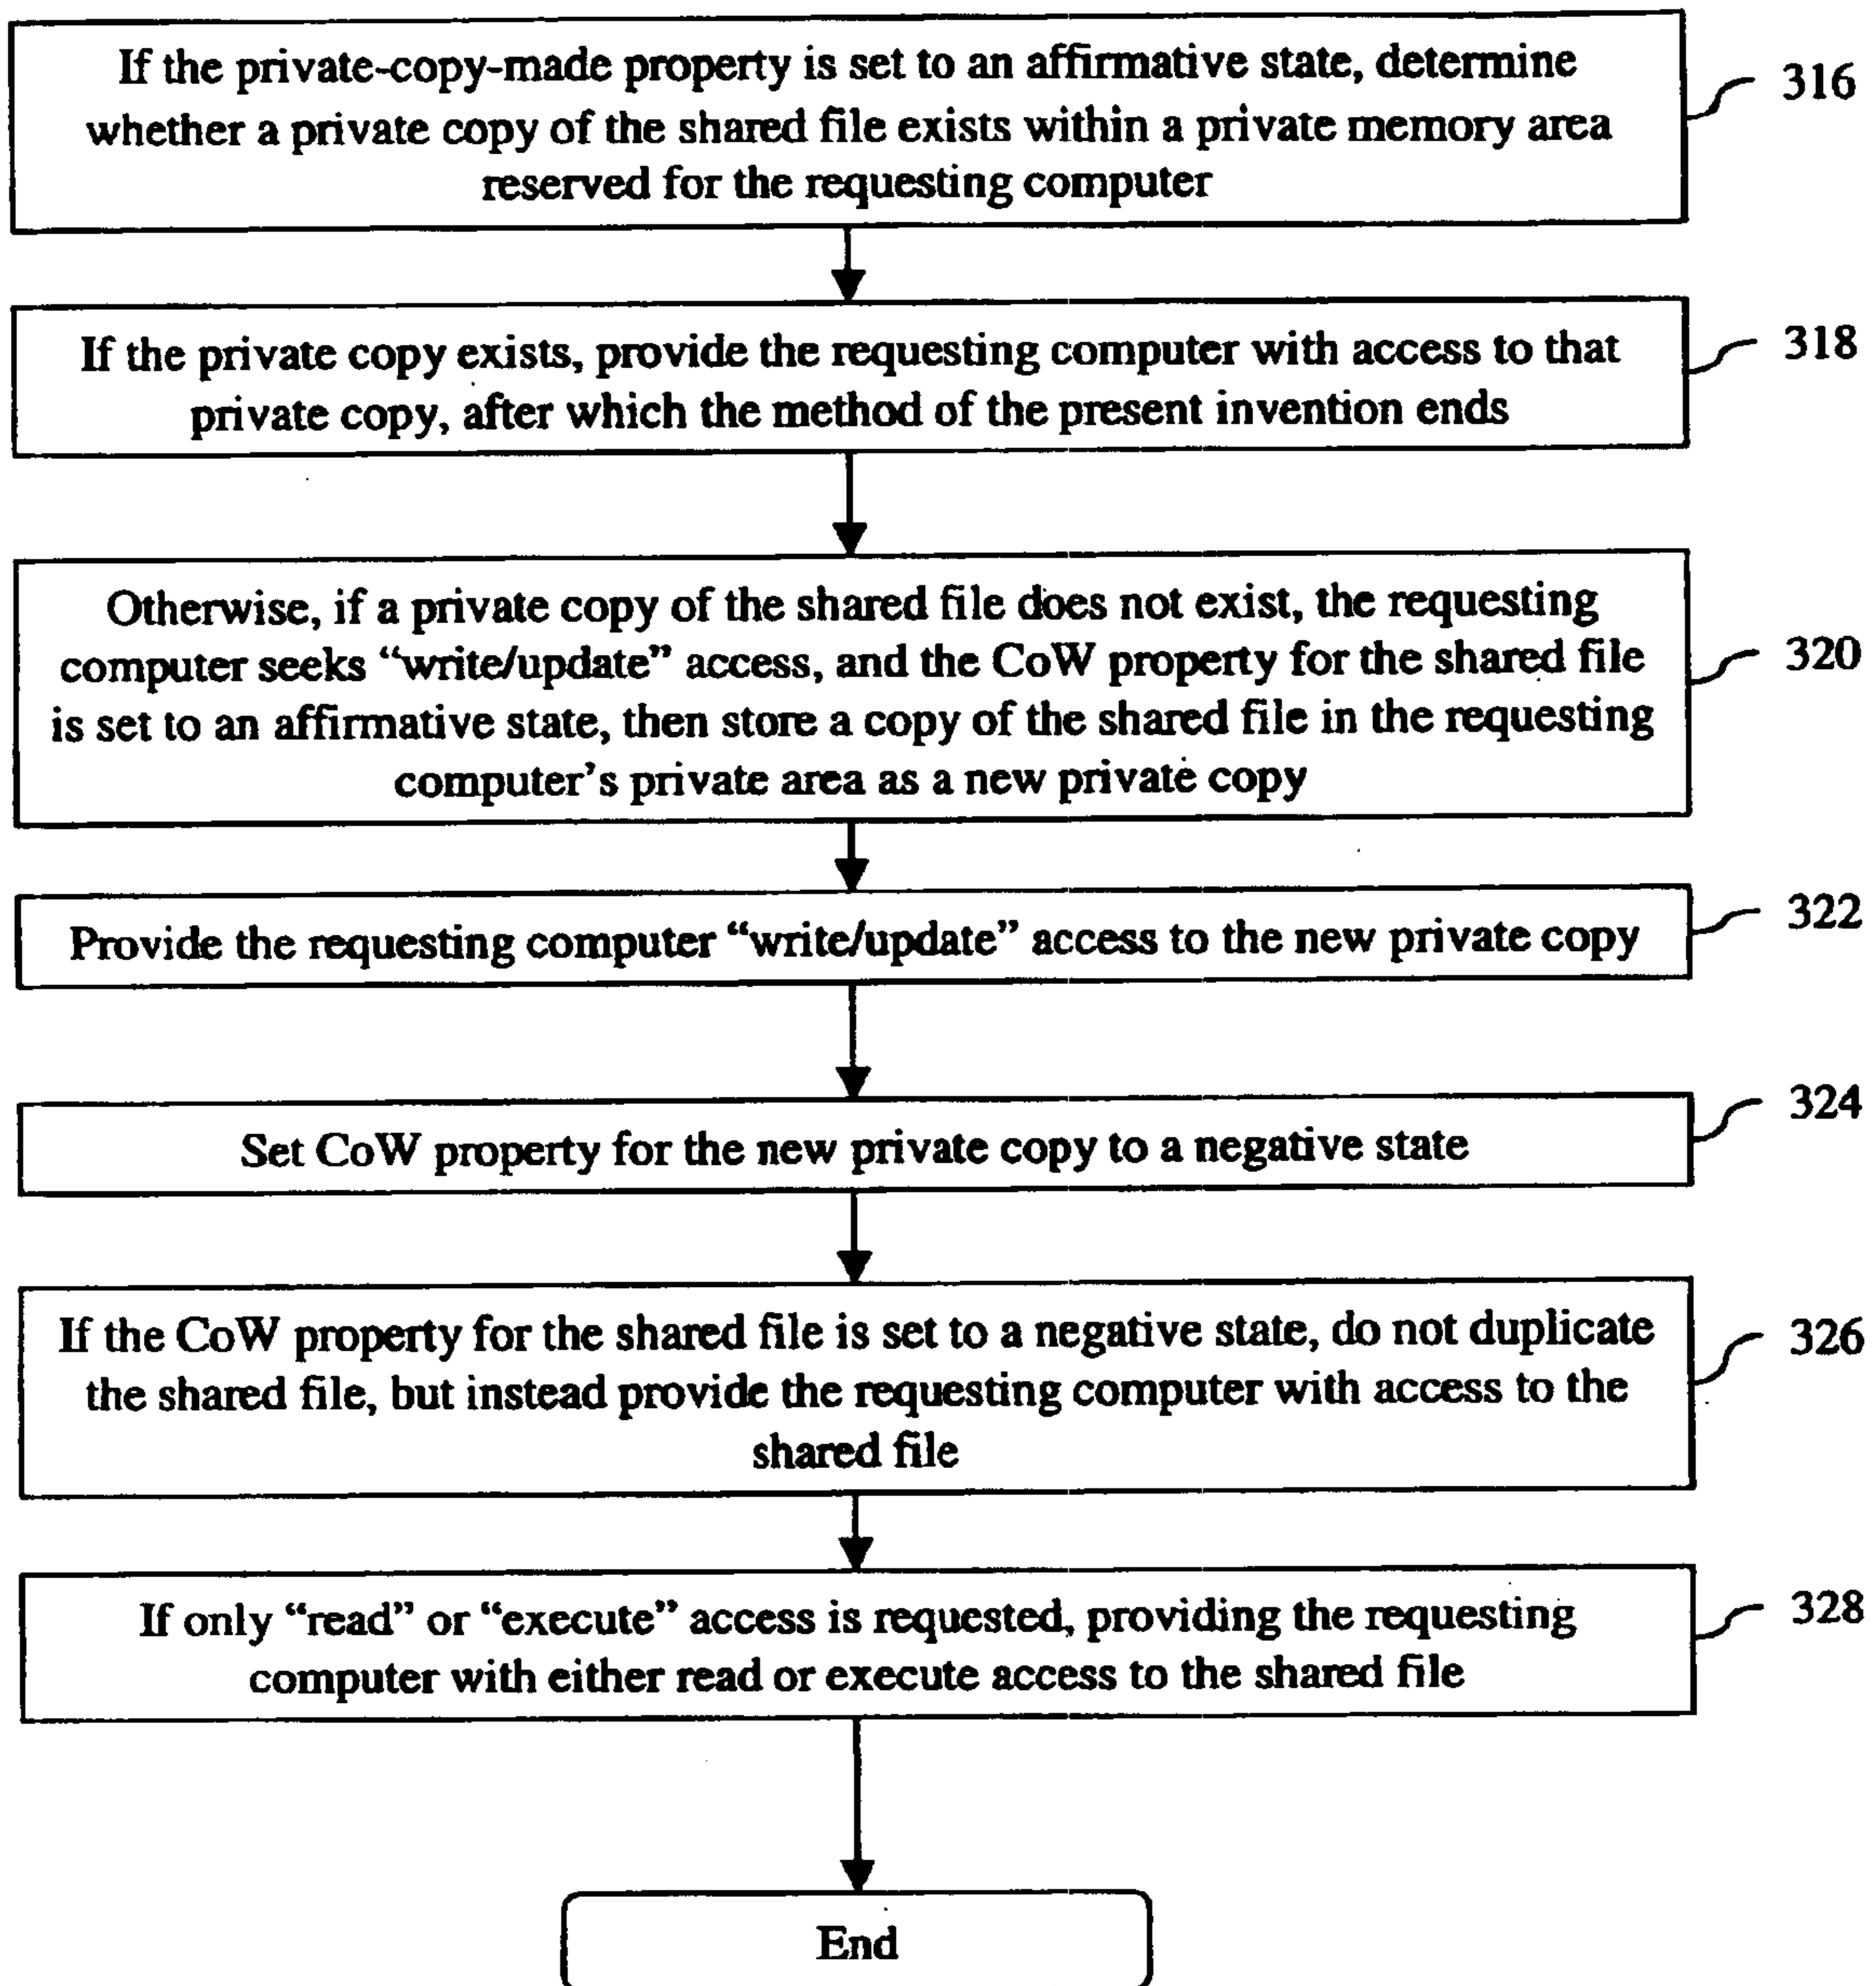 If the private-copy-made property is set to an affirmative state, determine
whether a private copy of the shared file exists within a private memory area
reserved for the requesting computer
316
If the private copy exists, provide the requesting computer with access to that
private copy, after which the method of the present invention ends
318
Otherwise, if a private copy of the shared file does not exist, the requesting
computer seeks “write/update” access, and the CoW property for the shared file
is set to an affirmative state, then store a copy of the shared file in the requesting
computer’s private area as a new private copy
320
Provide the requesting computer “write/update” access to the new private copy
322
Set CoW property for the new private copy to a negative state
324
If the CoW property for the shared file is set to a negative state, do not duplicate
the shared file, but instead provide the requesting computer with access to the
shared file
326
If only “read” or “execute” access is requested, providing the requesting
computer with either read or execute access to the shared file
328
End